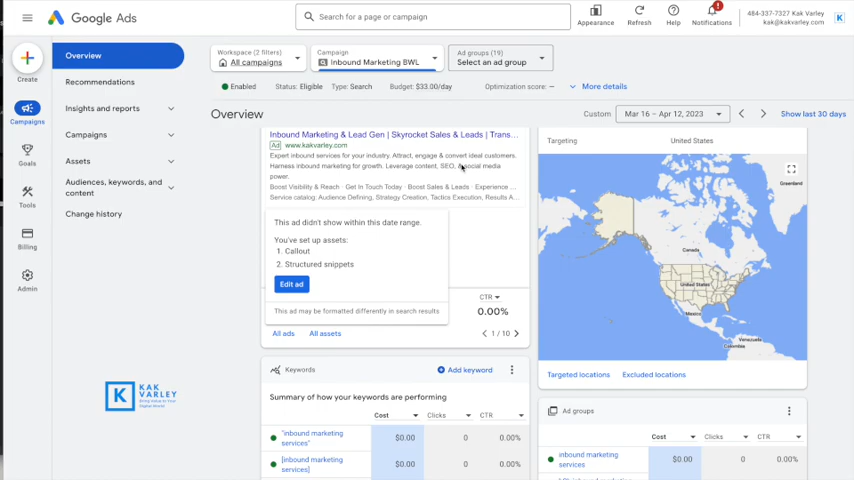 Google Ads
Search for a page or campaign
Appearance
Refresh
Help
Notifications
484-337-7327 Kak Varley
kak@kakvarley.com
K
Create
Campaigns
Goals
Tools
Billing
Admin
Overview
Recommendations
Insights and reports
Campaigns
Assets
Audiences, keywords, and
content
Change history
Workspace (2 filters)
All campaigns
Campaign
Inbound Marketing BWL
Ad groups (19)
Select an ad group
Enabled Status: Eligible Type: Search Budget: $33.00/day Optimization score: – More details
Overview
Custom Mar 16 – Apr 12, 2023
Show last 30 days
Inbound Marketing & Lead Gen | Skyrocket Sales & Leads | Trans...
Ad www.kakvarley.com
Expert inbound services for your industry. Attract, engage & convert ideal customers.
Harness inbound marketing for growth. Leverage content, SEO, & social media
power.
Boost Visibility & Reach · Get In Touch Today · Boost Sales & Leads · Experience ...
Service catalog: Audience Defining, Strategy Creation, Tactics Execution, Results A...
This ad didn't show within this date range.
You've set up assets:
1. Callout
2. Structured snippets
Edit ad
This ad may be formatted differently in search results
CTR
0.00%
All ads All assets
1 / 10
Targeting United States
Greenland
Canada
United States
Mexico
Venezuela
Colombia
Targeted locations Excluded locations
K KAK
VARLEY
Keywords
Add keyword
Summary of how your keywords are performing
Cost Clicks CTR
"inbound marketing
services" $0.00 0 0.00%
[inbound marketing
services] $0.00 0 0.00%
Ad groups
Cost Clicks CTR
inbound marketing
services $0.00 0 0.00%